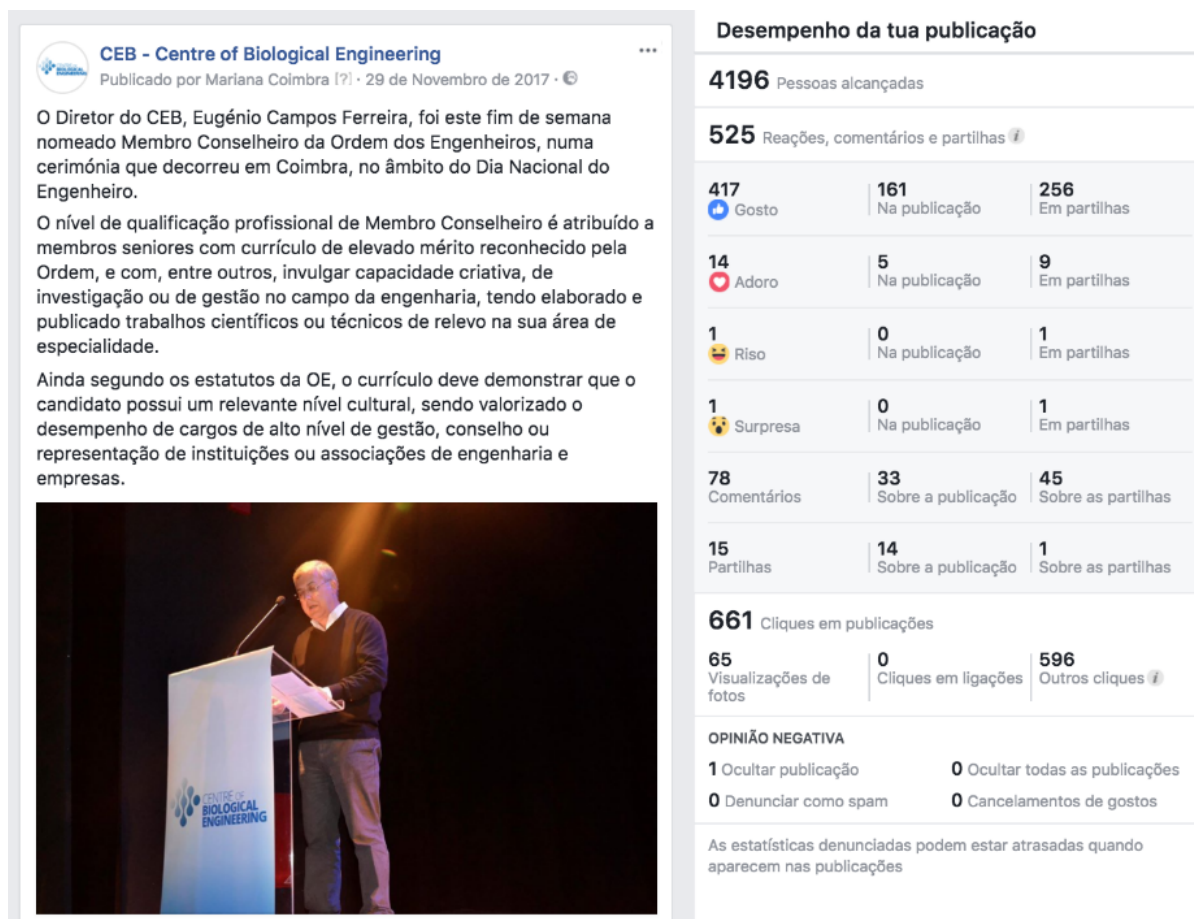 CEB - Centre of Biological Engineering
Publicado por Mariana Coimbra [?] · 29 de Novembro de 2017 ·
O Diretor do CEB, Eugénio Campos Ferreira, foi este fim de semana
nomeado Membro Conselheiro da Ordem dos Engenheiros, numa
cerimónia que decorreu em Coimbra, no âmbito do Dia Nacional do
Engenheiro.
O nível de qualificação profissional de Membro Conselheiro é atribuído a
membros seniores com currículo de elevado mérito reconhecido pela
Ordem, e com, entre outros, invulgar capacidade criativa, de
investigação ou de gestão no campo da engenharia, tendo elaborado e
publicado trabalhos científicos ou técnicos de relevo na sua área de
especialidade.
Ainda segundo os estatutos da OE, o currículo deve demonstrar que o
candidato possui um relevante nível cultural, sendo valorizado o
desempenho de cargos de alto nível de gestão, conselho ou
representação de instituições ou associações de engenharia e
empresas.
CENTRE OF
BIOLOGICAL
ENGINEERING
Desempenho da tua publicação
4196 Pessoas alcançadas
525 Reações, comentários e partilhas
417 161 256
Gosto Na publicação Em partilhas
14 5 9
Adoro Na publicação Em partilhas
1 0 1
Riso Na publicação Em partilhas
1 0 1
Surpresa Na publicação Em partilhas
78 33 45
Comentários Sobre a publicação Sobre as partilhas
15 14 1
Partilhas Sobre a publicação Sobre as partilhas
661 Cliques em publicações
65 0 596
Visualizações de Cliques em ligações Outros cliques
fotos
OPINIÃO NEGATIVA
1 Ocultar publicação 0 Ocultar todas as publicações
0 Denunciar como spam 0 Cancelamentos de gostos
As estatísticas denunciadas podem estar atrasadas quando
aparecem nas publicações